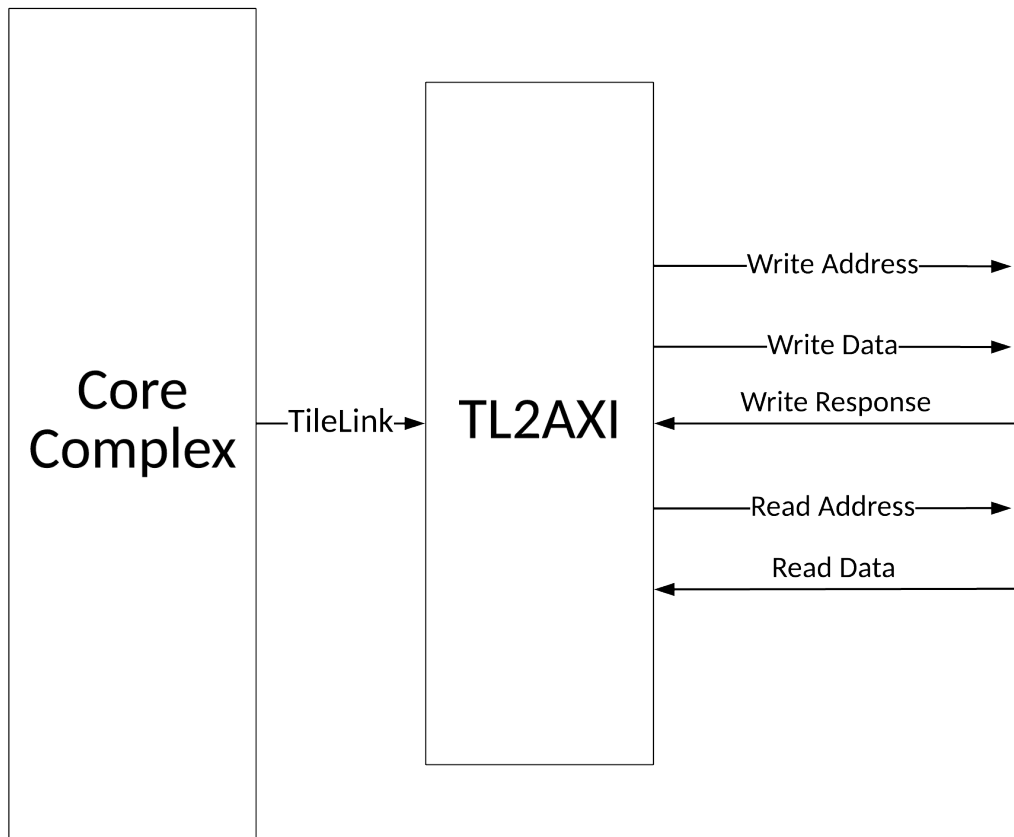 Core
Complex
TileLink
TL2AXI
Write Address
Write Data
Write Response
Read Address
Read Data